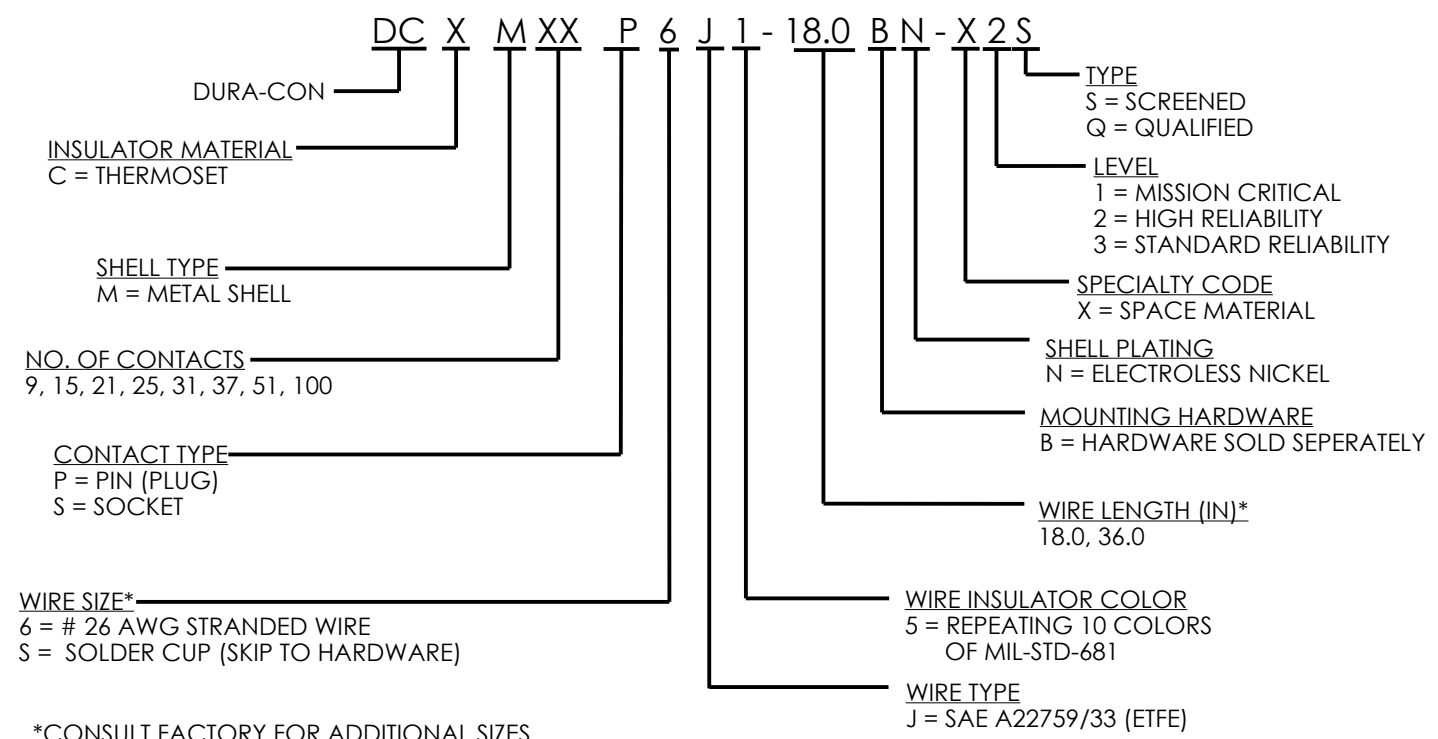 DC X M XX P 6 J 1 - 18.0 B N - X 2 S
DURA-CON
INSULATOR MATERIAL
C = THERMOSET
SHELL TYPE
M = METAL SHELL
NO. OF CONTACTS
9, 15, 21, 25, 31, 37, 51, 100
CONTACT TYPE
P = PIN (PLUG)
S = SOCKET
WIRE SIZE*
6 = # 26 AWG STRANDED WIRE
S = SOLDER CUP (SKIP TO HARDWARE)
*CONSULT FACTORY FOR ADDITIONAL SIZES
TYPE
S = SCREENED
Q = QUALIFIED
LEVEL
1 = MISSION CRITICAL
2 = HIGH RELIABILITY
3 = STANDARD RELIABILITY
SPECIALTY CODE
X = SPACE MATERIAL
SHELL PLATING
N = ELECTROLESS NICKEL
MOUNTING HARDWARE
B = HARDWARE SOLD SEPERATELY
WIRE LENGTH (IN)*
18.0, 36.0
WIRE INSULATOR COLOR
5 = REPEATING 10 COLORS
OF MIL-STD-681
WIRE TYPE
J = SAE A22759/33 (ETFE)